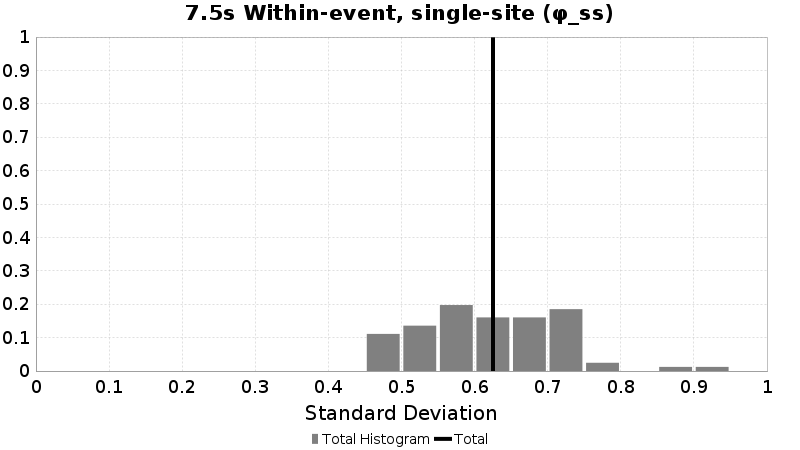 7.5s Within-event, single-site (φ_ss)
1
0.9
0.8
0.7
0.6
0.5
0.4
0.3
0.2
0.1
0
0 0.1 0.2 0.3 0.4 0.5 0.6 0.7 0.8 0.9 1
Standard Deviation
Total Histogram Total